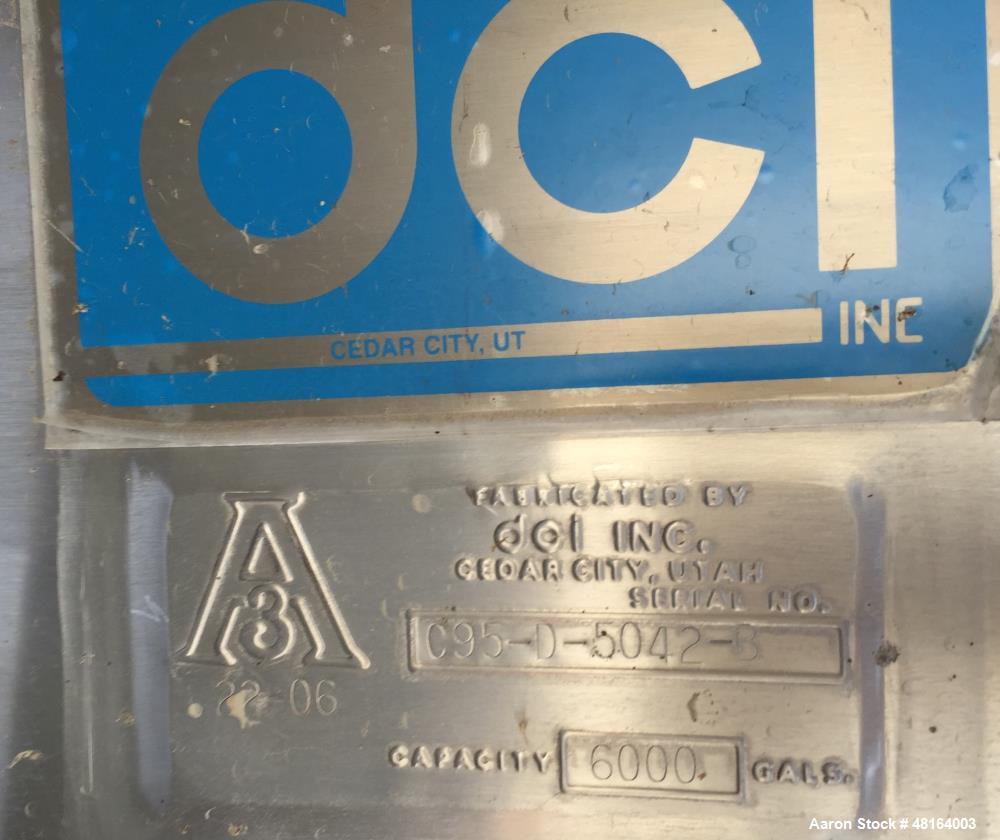 dci
INC
CEDAR CITY, UT
FABRICATED BY
dci INC.
CEDAR CITY, UTAH
SERIAL NO.
C95-D-5042-B
A
3
22-06
CAPACITY 6000 GALS.
Aaron Stock # 48164003